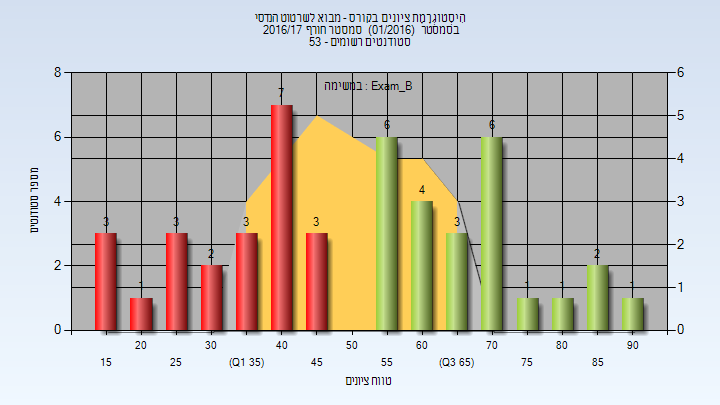 היסטוגרמת ציונים בקורס - מבוא לשרטוט הנדסי
בסמסטר (01/2016) סמסטר חורף 2016/17
סטודנטים רשומים - 53
במשימה : Exam_B
8 6
6 5
4 4
2 3
0 2
1
0
מספר סטודנטים
3 1 3 2 3 7 3 6 4 3 6 1 1 2 1
20 30 40 50 60 70 80 90
15 25 (Q1 35) 45 55 (Q3 65) 75 85
טווח ציונים